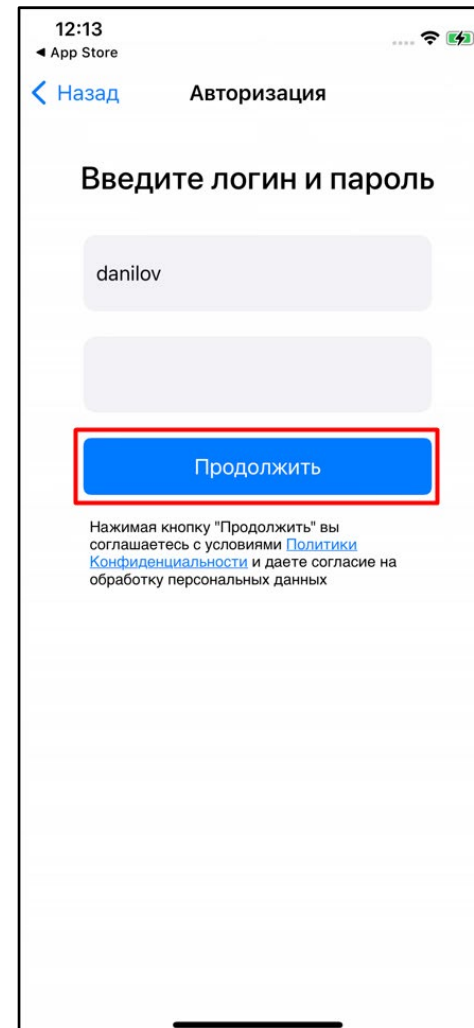 12:13
◀ App Store
Назад
Авторизация
Введите логин и пароль
danilov
Продолжить
Нажимая кнопку "Продолжить" вы
соглашаетесь с условиями Политики
Конфиденциальности и даете согласие на
обработку персональных данных